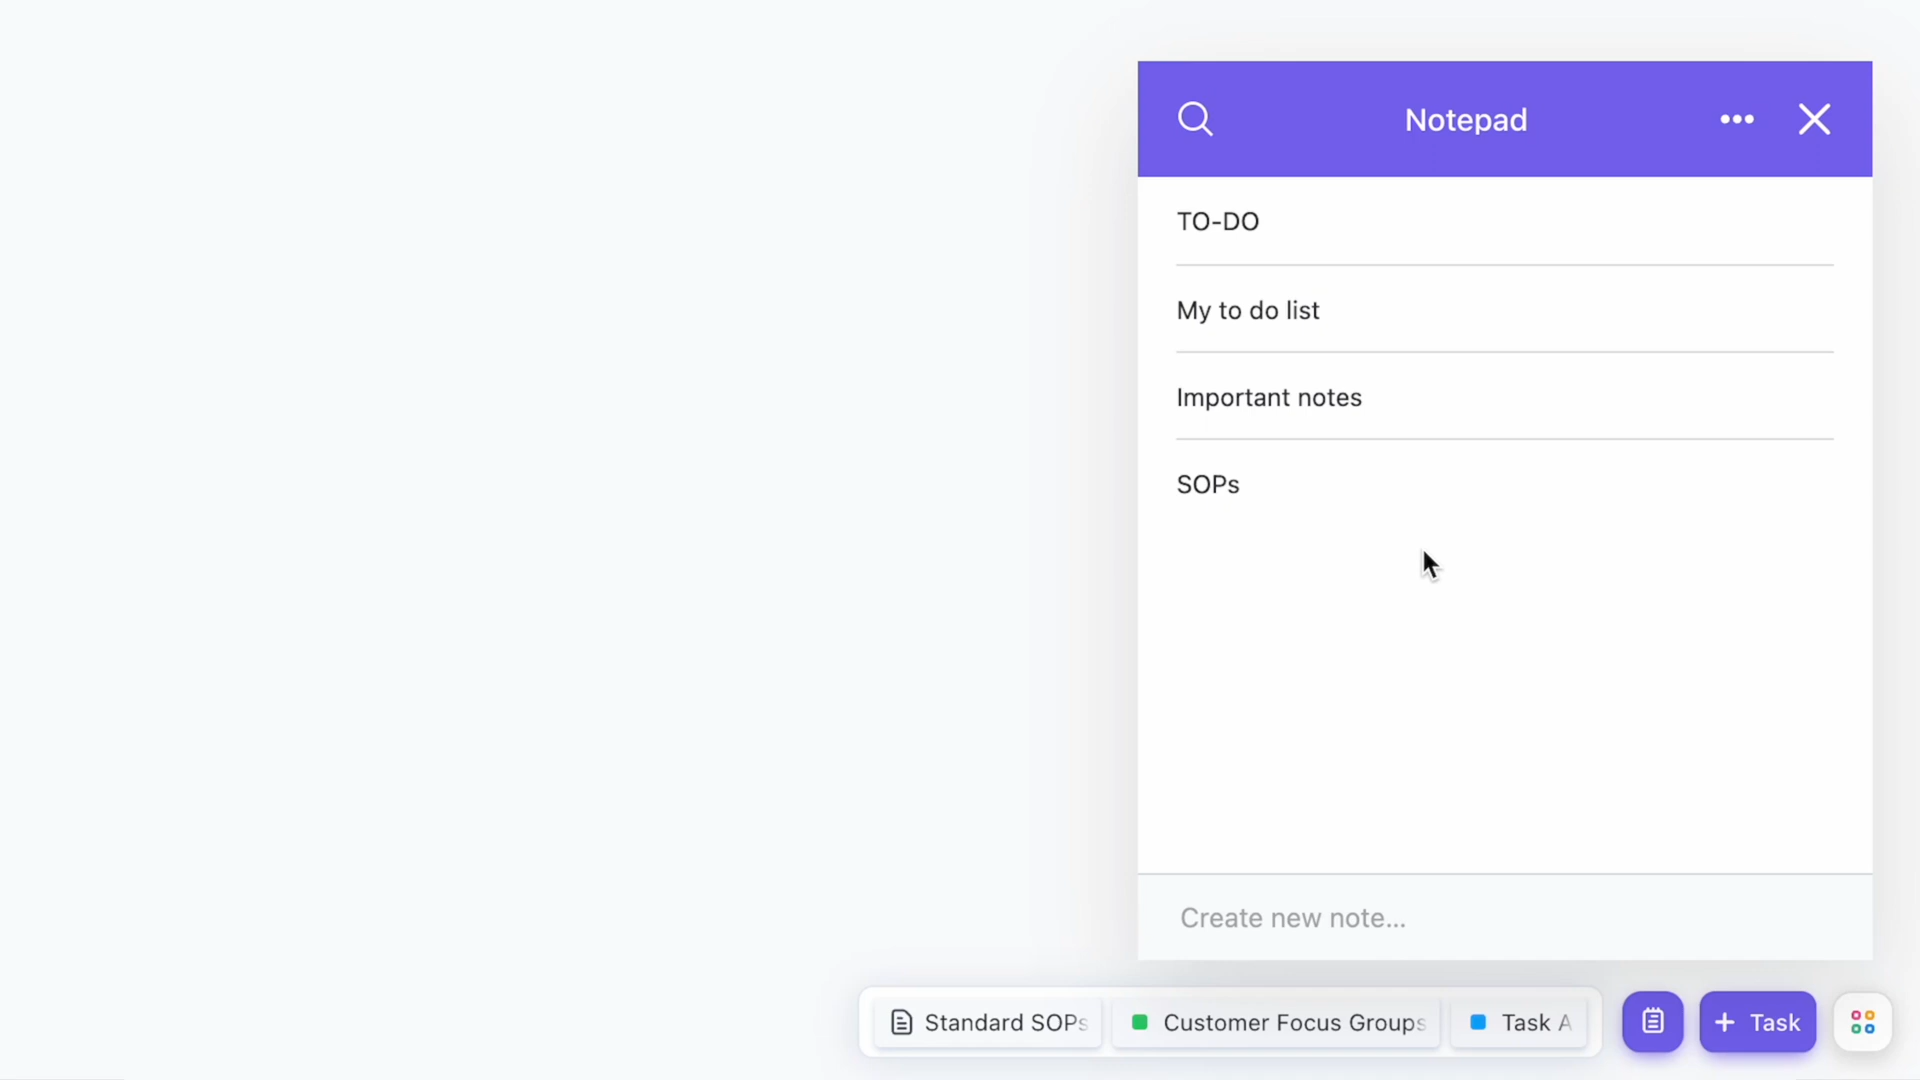 Notepad
TO-DO
My to do list
Important notes
SOPs
Create new note...
Standard SOPs
Customer Focus Groups
Task A
+ Task